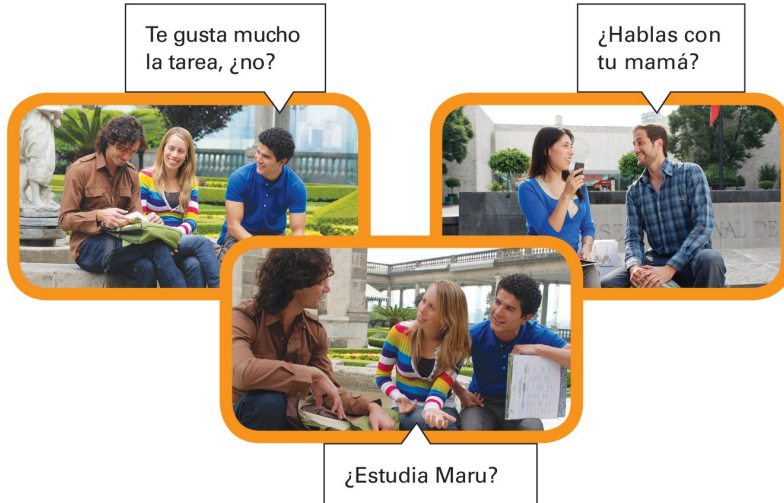 Te gusta mucho
la tarea, ¿no?
¿Hablas con
tu mamá?
¿Estudia Maru?